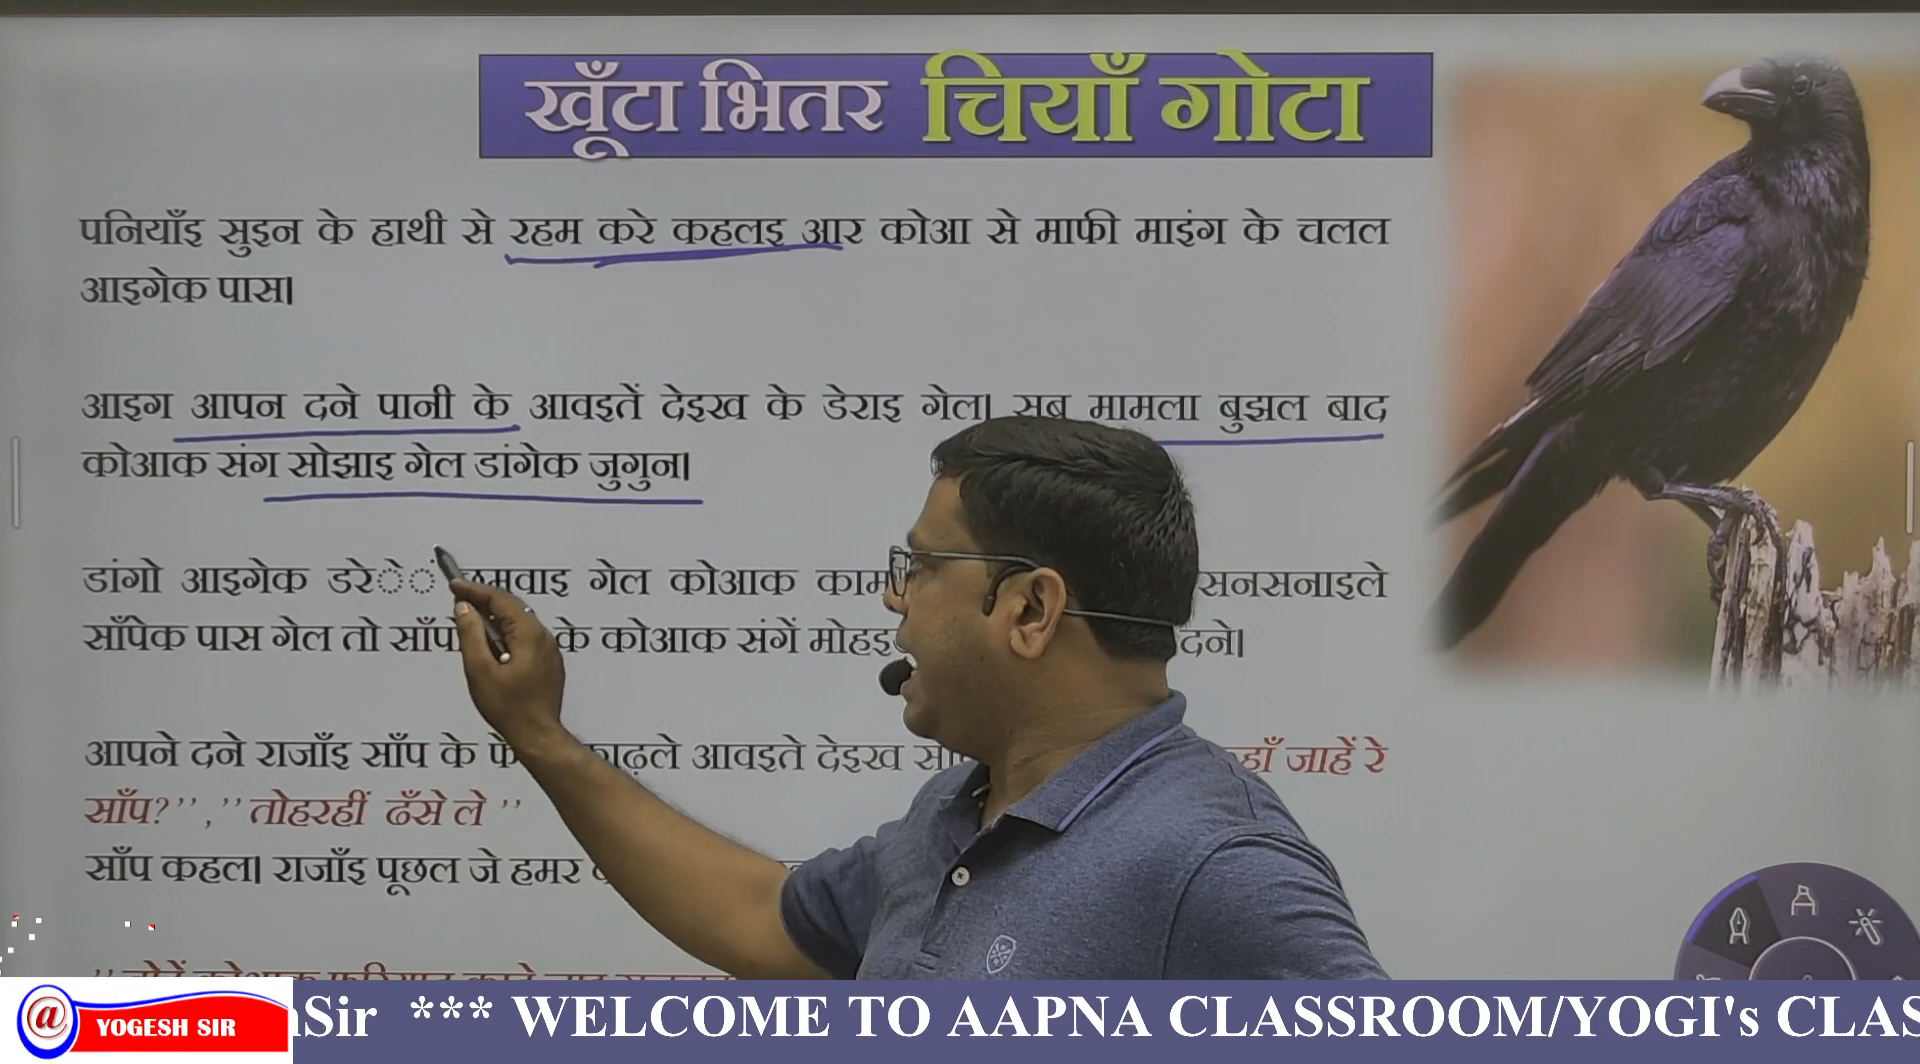 खूँटा भितर चियाँ गोटा
पनियाँइ सुइन के हाथी से रहम करे कहलइ आर कोआ से माफी माइंग के चलल
आइगेक पास।
आइग आपन दने पानी के आवइतें देइख के डेराइ गेल। सब मामला बुझल बाद
कोआक संग सोझाइ गेल डांगेक जुगुन।
डांगो आइगेक डरें गेल कोआक सनसनाइले
साँपेक पास गेल तो के कोआक संगें दने।
आपने दने राजाँइ साँप के आवइते देइख जाहें रे
साँप?'',''तोहरहीं ढँसे ले ''
साँप कहल। राजाँइ पूछल जे हमर
@ YOGESH SIR Sir *** WELCOME TO AAPNA CLASSROOM/YOGI's CLAS